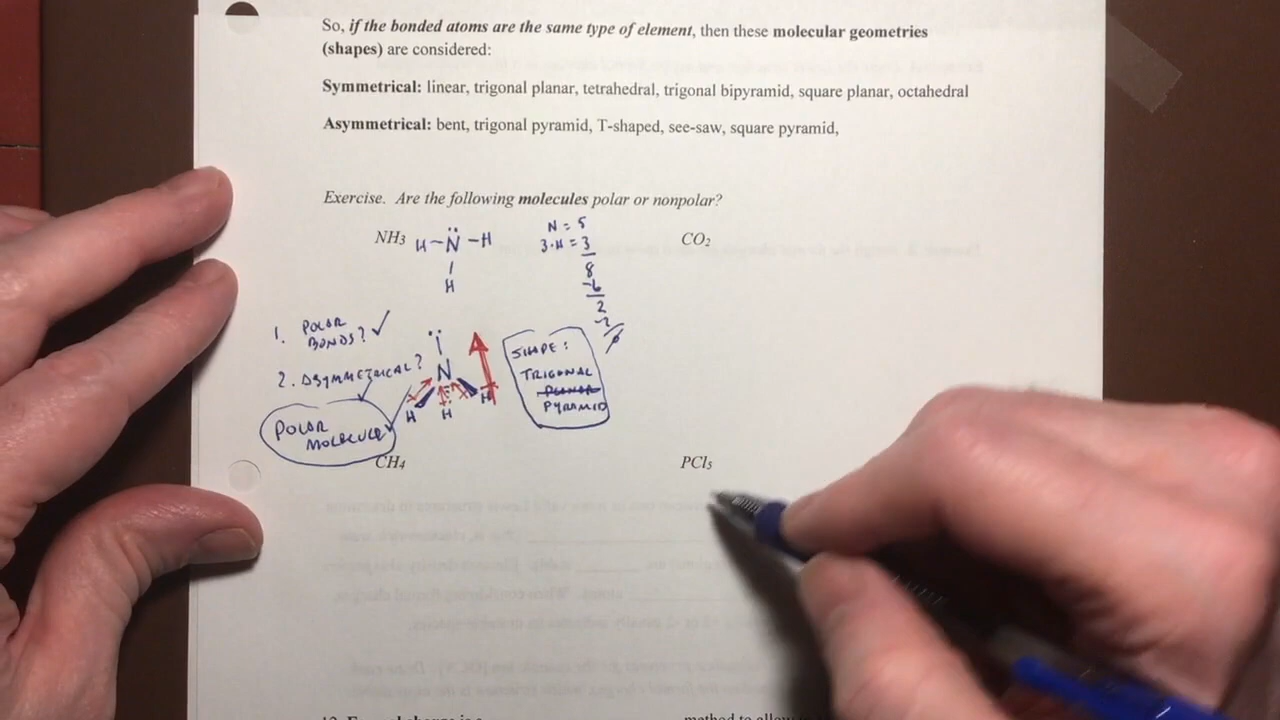 So, if the bonded atoms are the same type of element, then these molecular geometries
(shapes) are considered:
Symmetrical: linear, trigonal planar, tetrahedral, trigonal bipyramid, square planar, octahedral
Asymmetrical: bent, trigonal pyramid, T-shaped, see-saw, square pyramid,
Exercise. Are the following molecules polar or nonpolar?
NH3
H-N-H
H
N = 5
3·H = 3
8
-6
2
-2
0
CO2
1. POLAR
BONDS? ✓
2. ASYMMETRICAL?
POLAR
MOLECULE
N
H H H
SHAPE:
TRIGONAL
PLANAR
PYRAMID
CH4
PCl5